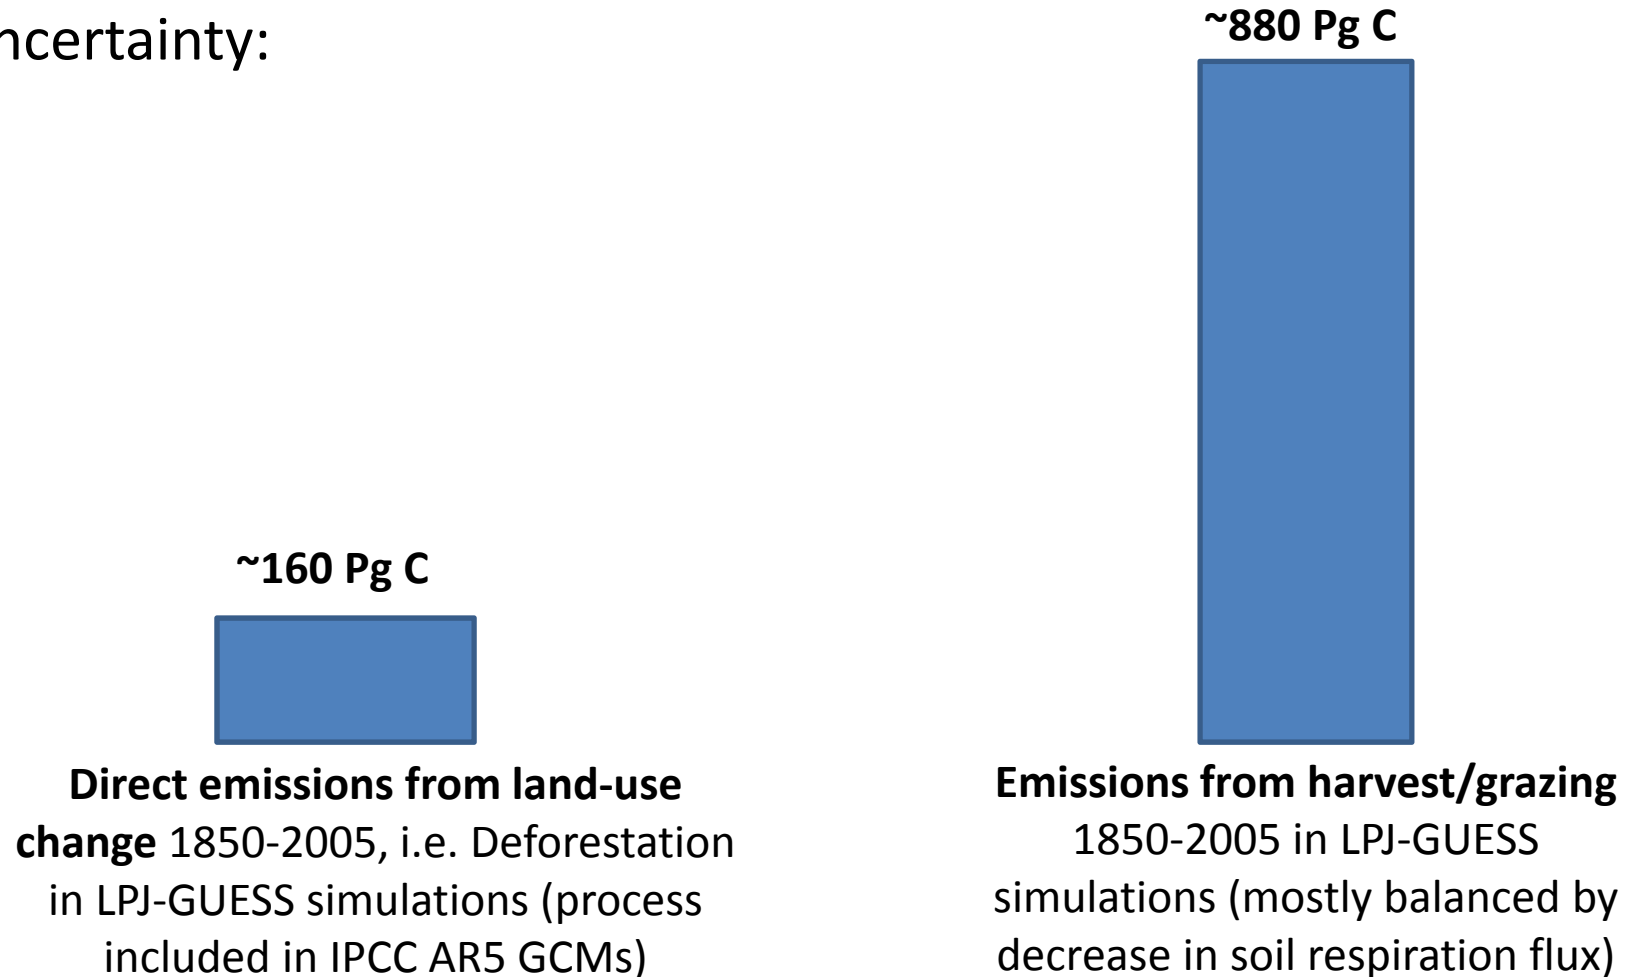 ncertainty:
~880 Pg C
~160 Pg C
Direct emissions from land-use
change 1850-2005, i.e. Deforestation
in LPJ-GUESS simulations (process
included in IPCC AR5 GCMs)
Emissions from harvest/grazing
1850-2005 in LPJ-GUESS
simulations (mostly balanced by
decrease in soil respiration flux)